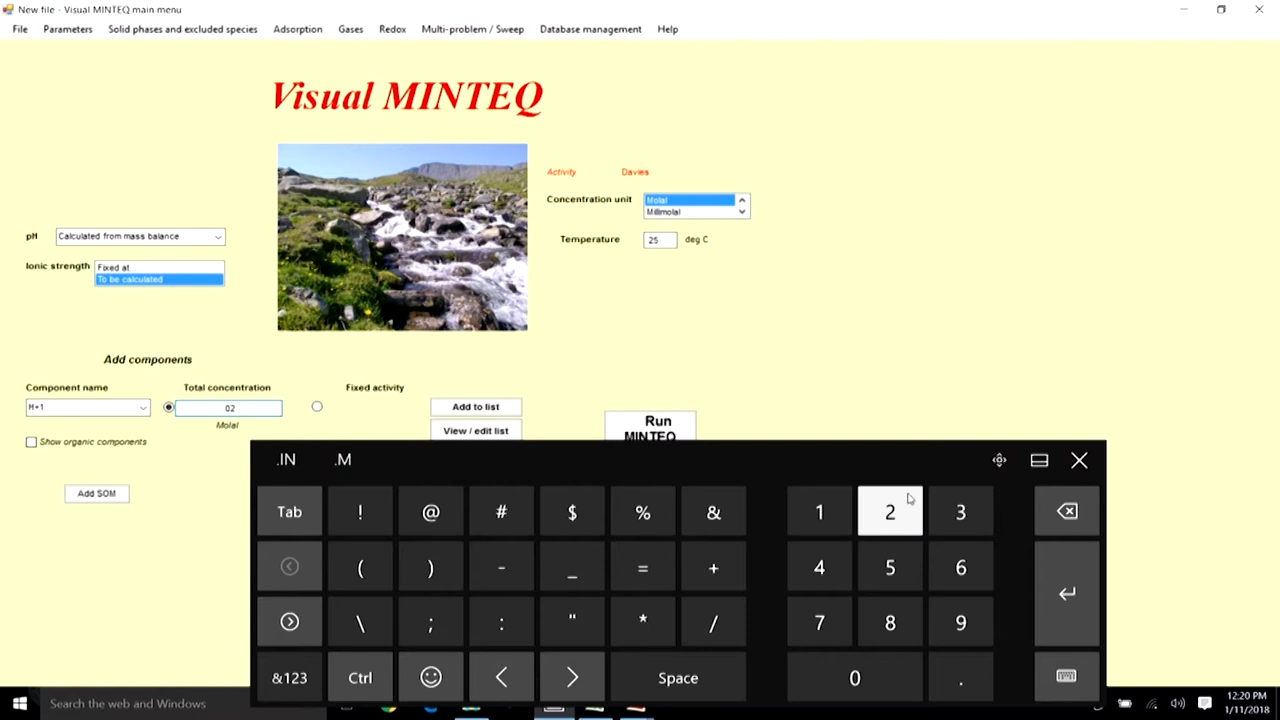 New file - Visual MINTEQ main menu
File Parameters Solid phases and excluded species Adsorption Gases Redox Multi-problem / Sweep Database management Help
Visual MINTEQ
Activity Davies
Concentration unit Molal
Millimolal
pH Calculated from mass balance
Temperature 25 deg C
Ionic strength Fixed at
To be calculated
Add components
Component name Total concentration Fixed activity
H+1 02 Add to list
Molal
Run
MINTEQ
View / edit list
Show organic components
Add SOM
.IN .M
Tab ! @ # $ % & 1 2 3
( ) - _ = + 4 5 6
\ ; : " * / 7 8 9
&123 Ctrl < > Space 0 .
Search the web and Windows
12:20 PM
1/11/2018